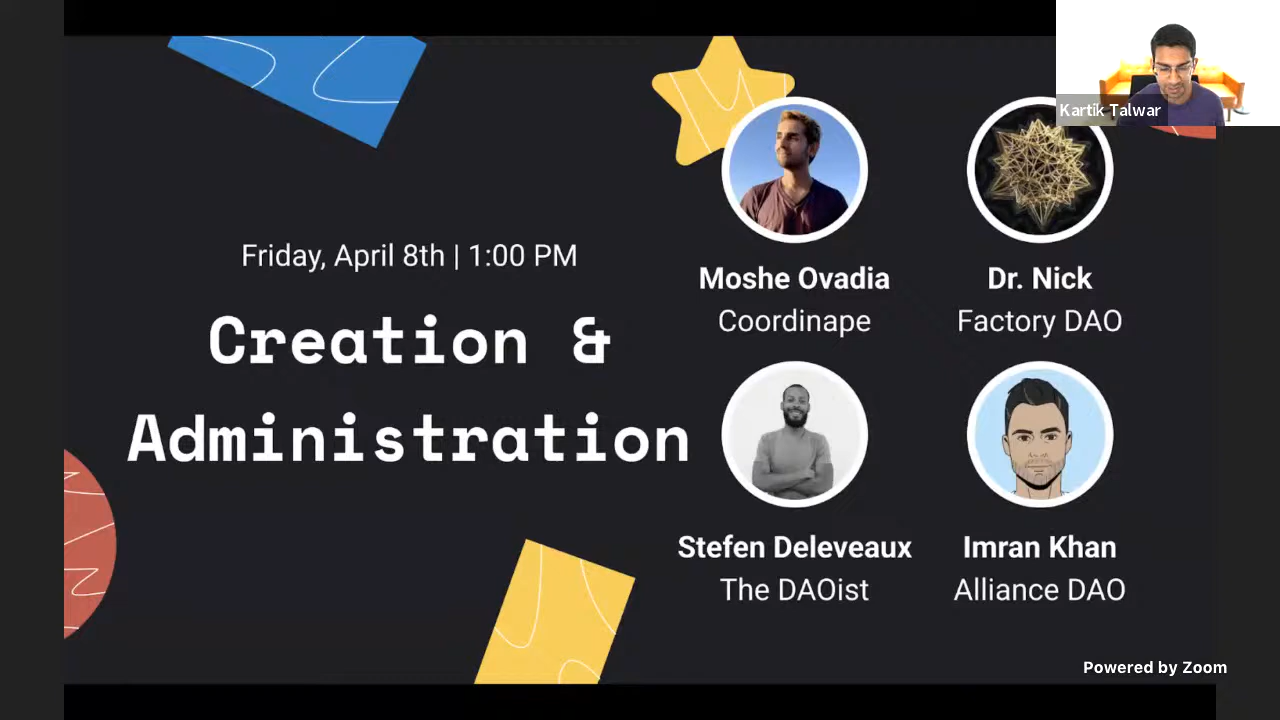 Kartik Talwar
Friday, April 8th | 1:00 PM
Creation &
Administration
Moshe Ovadia
Coordinape
Dr. Nick
Factory DAO
Stefen Deleveaux
The DAOist
Imran Khan
Alliance DAO
Powered by Zoom